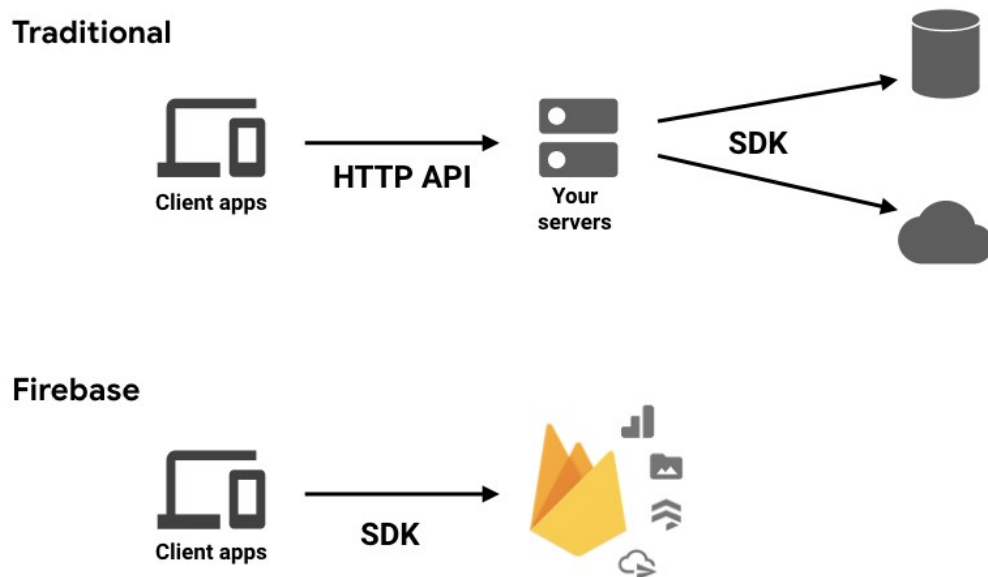 Traditional
Client apps
HTTP API
Your
servers
SDK
Firebase
Client apps
SDK